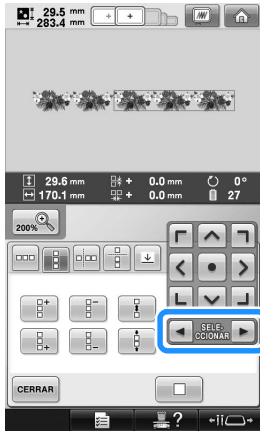 29.5 mm
283.4 mm
29.6 mm
0.0 mm
0°
170.1 mm
0.0 mm
27
200%
SELE-
CCIONAR
CERRAR
?